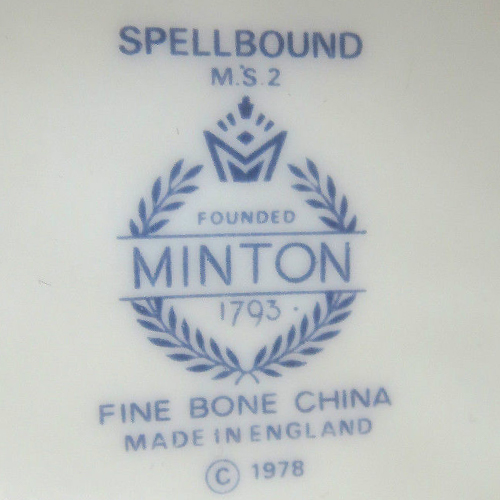 SPELLBOUND
M.S.2
FOUNDED
MINTON
1793
FINE BONE CHINA
MADE IN ENGLAND
© 1978